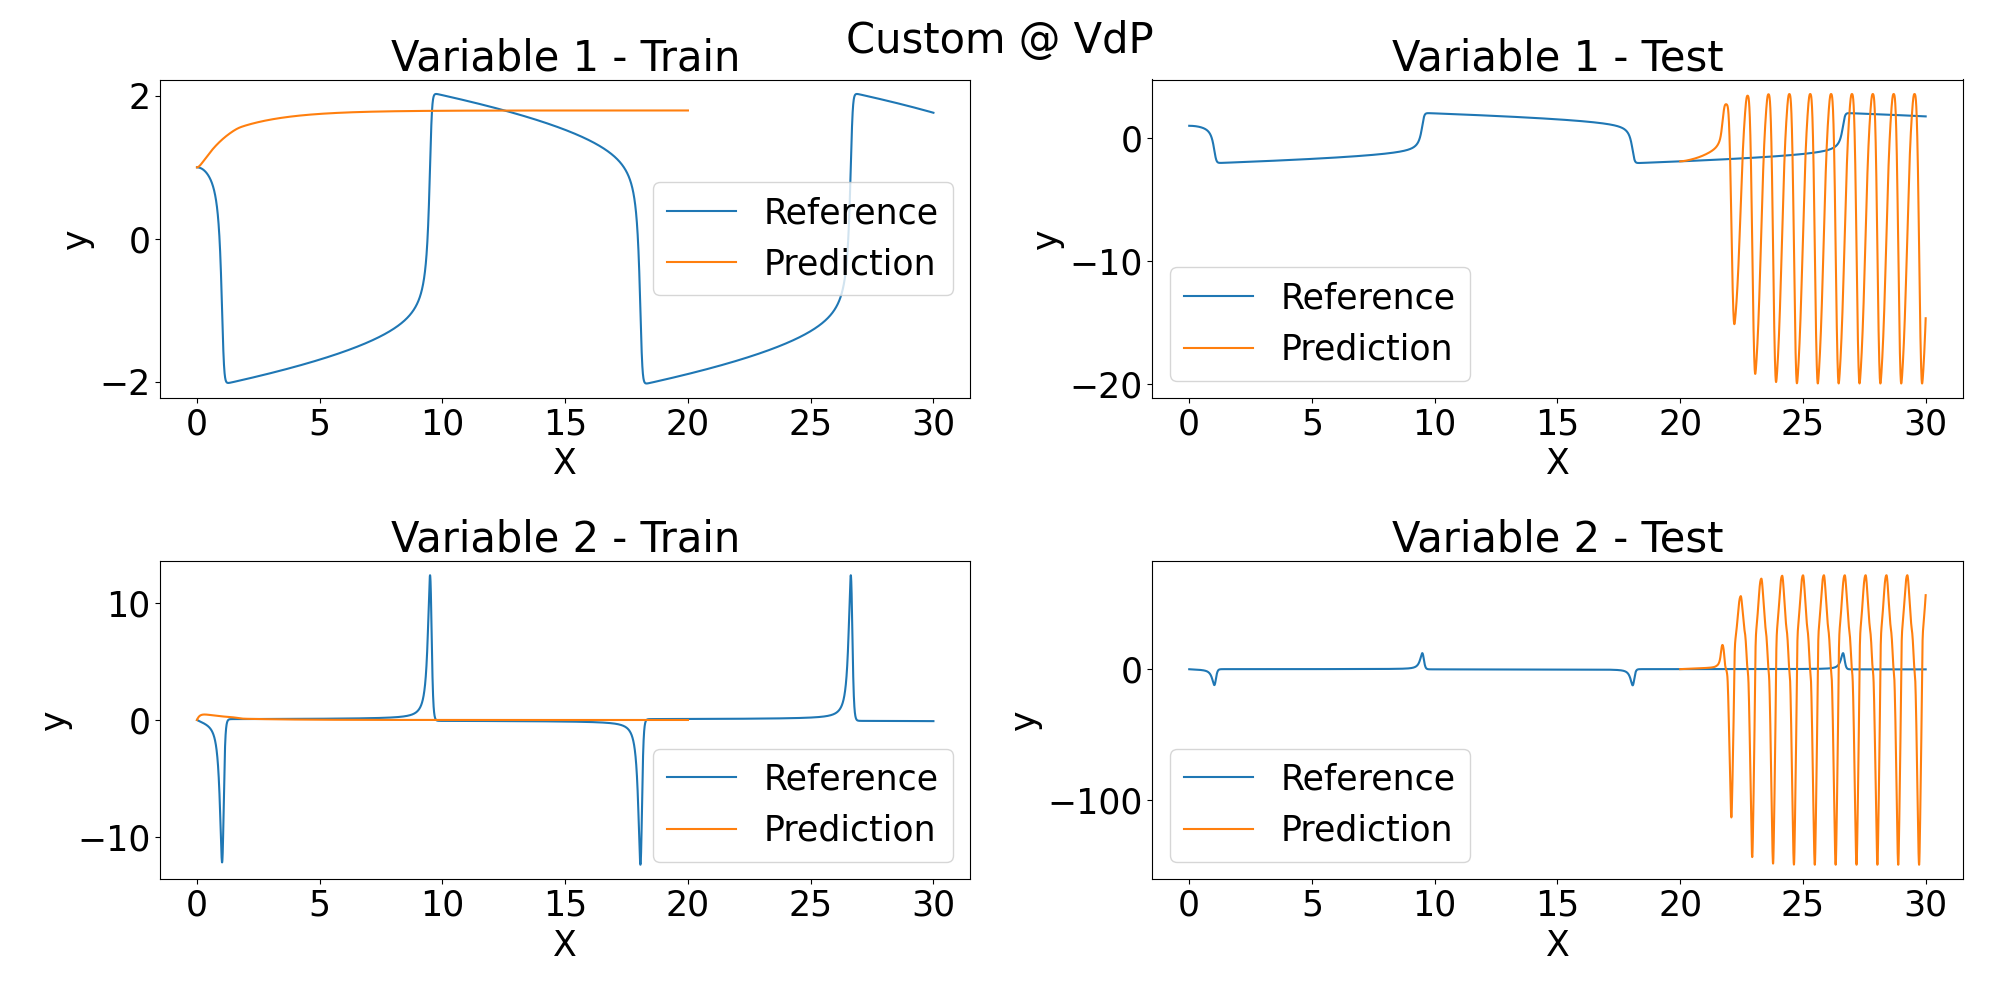 Custom @ VdP
Variable 1 - Train
2
0
−2
y
0 5 10 15 20 25 30
X
Reference
Prediction
Variable 1 - Test
0
−10
−20
y
0 5 10 15 20 25 30
X
Reference
Prediction
Variable 2 - Train
10
0
−10
y
0 5 10 15 20 25 30
X
Reference
Prediction
Variable 2 - Test
0
−100
y
0 5 10 15 20 25 30
X
Reference
Prediction